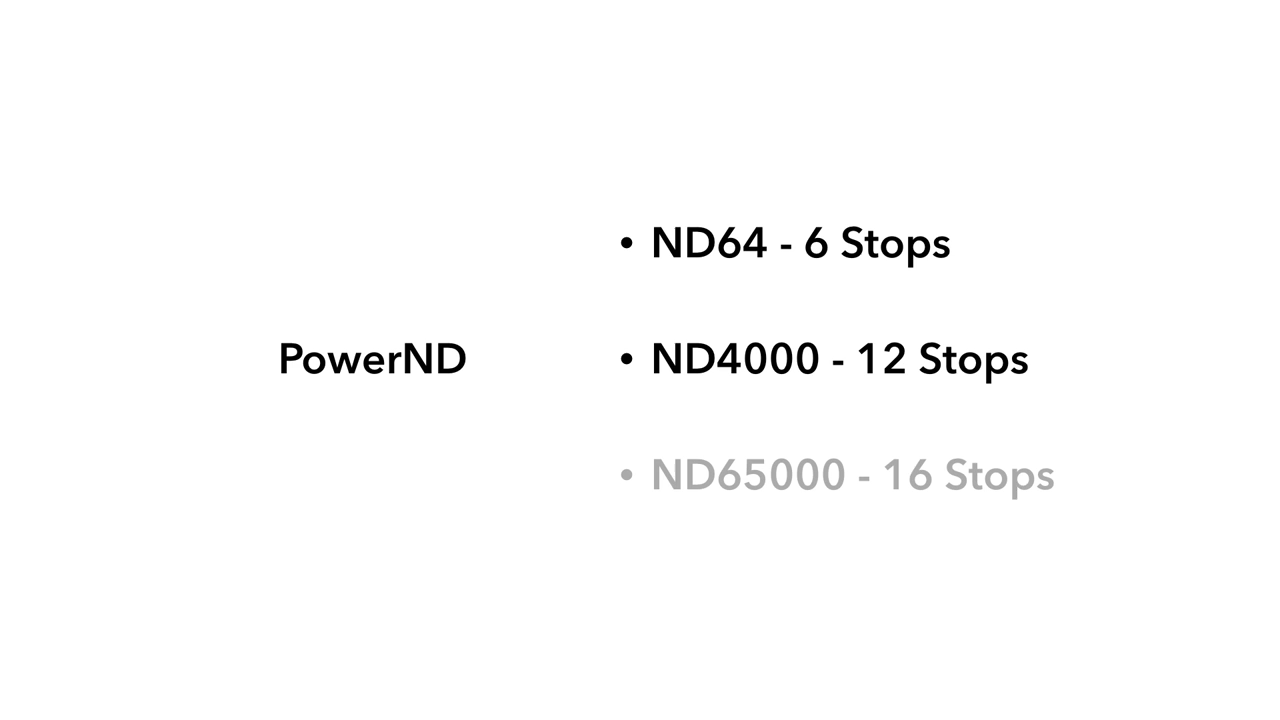 PowerND
• ND64 - 6 Stops
• ND4000 - 12 Stops
• ND65000 - 16 Stops